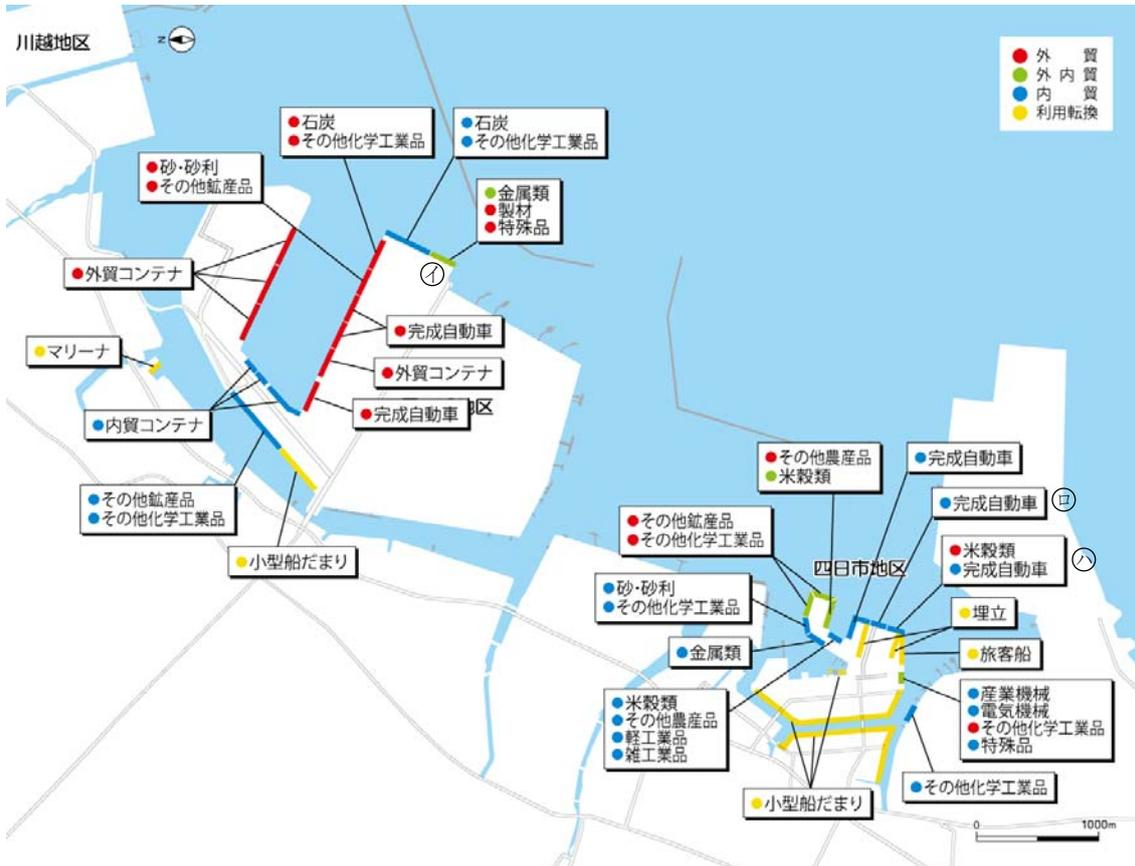 川越地区
N
外貿
外内貿
内貿
利用転換
石炭
その他化学工業品
石炭
その他化学工業品
砂・砂利
その他鉱産品
金属類
製材
特殊品
イ
外貿コンテナ
完成自動車
マリーナ
外貿コンテナ
完成自動車
地区
内貿コンテナ
その他鉱産品
その他化学工業品
小型船だまり
その他農産品
米穀類
完成自動車
完成自動車
ロ
その他鉱産品
その他化学工業品
米穀類
完成自動車
ハ
四日市地区
砂・砂利
その他化学工業品
埋立
金属類
旅客船
米穀類
その他農産品
軽工業品
雑工業品
産業機械
電気機械
その他化学工業品
特殊品
その他化学工業品
小型船だまり
0 1000m